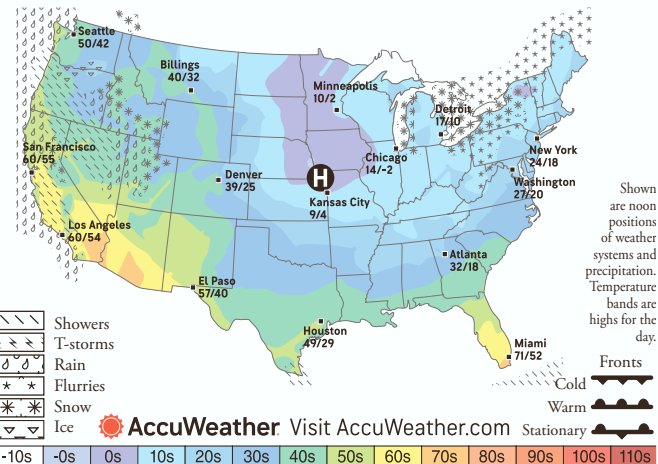 Seattle
50/42
Billings
40/32
Minneapolis
10/2
Detroit
17/10
San Francisco
60/55
Chicago
14/-2
New York
24/18
Denver
39/25
H
Kansas City
9/4
Washington
27/20
Los Angeles
60/54
Atlanta
32/18
El Paso
57/40
Houston
49/29
Miami
71/52
Shown
are noon
positions
of weather
systems and
precipitation.
Temperature
bands are
highs for the
day.
Showers
T-storms
Rain
Flurries
Snow
Ice
Fronts
Cold
Warm
Stationary
AccuWeather Visit AccuWeather.com
-10s -0s 0s 10s 20s 30s 40s 50s 60s 70s 80s 90s 100s 110s